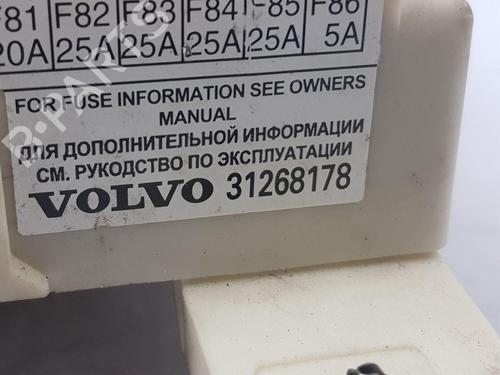 F81 F82 F83 F84 F85 F86
20A 25A 25A 25A 25A 5A
FOR FUSE INFORMATION SEE OWNERS
MANUAL
ДЛЯ ДОПОЛНИТЕЛЬНОЙ ИНФОРМАЦИИ
СМ. РУКОДСТВО ПО ЭКСПЛУАТАЦИИ
VOLVO 31268178
B-PARTS